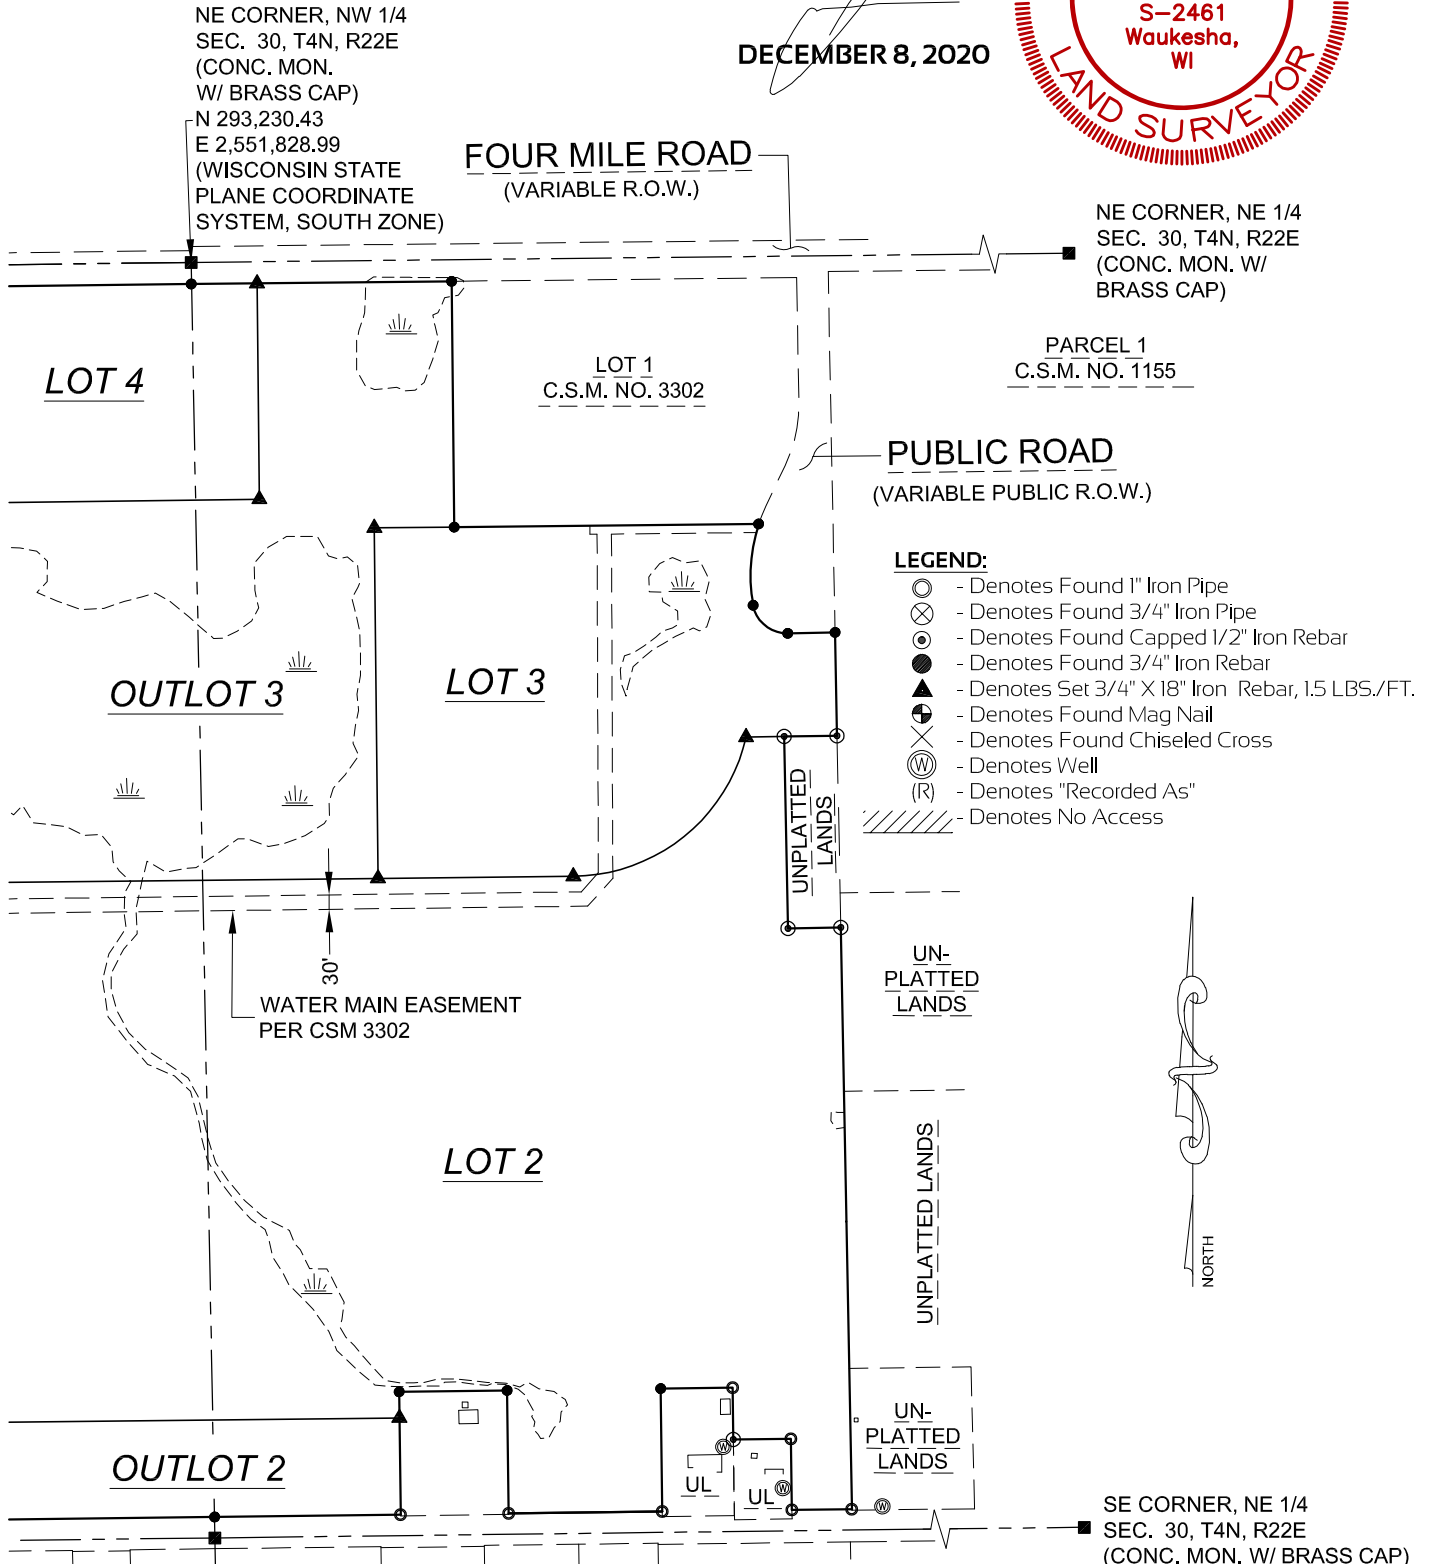 NE CORNER, NW 1/4
SEC. 30, T4N, R22E
(CONC. MON.
W/ BRASS CAP)
N 293,230.43
E 2,551,828.99
(WISCONSIN STATE
PLANE COORDINATE
SYSTEM, SOUTH ZONE)
DECEMBER 8, 2020
S-2461
Waukesha,
WI
LAND SURVEYOR
FOUR MILE ROAD
(VARIABLE R.O.W.)
NE CORNER, NE 1/4
SEC. 30, T4N, R22E
(CONC. MON. W/
BRASS CAP)
LOT 4
LOT 1
C.S.M. NO. 3302
PARCEL 1
C.S.M. NO. 1155
PUBLIC ROAD
(VARIABLE PUBLIC R.O.W.)
LEGEND:
- Denotes Found 1" Iron Pipe
- Denotes Found 3/4" Iron Pipe
- Denotes Found Capped 1/2" Iron Rebar
- Denotes Found 3/4" Iron Rebar
- Denotes Set 3/4" X 18" Iron Rebar, 1.5 LBS./FT.
- Denotes Found Mag Nail
- Denotes Found Chiseled Cross
W - Denotes Well
(R) - Denotes "Recorded As"
- Denotes No Access
OUTLOT 3
LOT 3
UNPLATTED
LANDS
30'
WATER MAIN EASEMENT
PER CSM 3302
UN-
PLATTED
LANDS
LOT 2
UNPLATTED LANDS
NORTH
OUTLOT 2
W
UL
UL
W
UN-
PLATTED
LANDS
W
SE CORNER, NE 1/4
SEC. 30, T4N, R22E
(CONC. MON. W/ BRASS CAP)